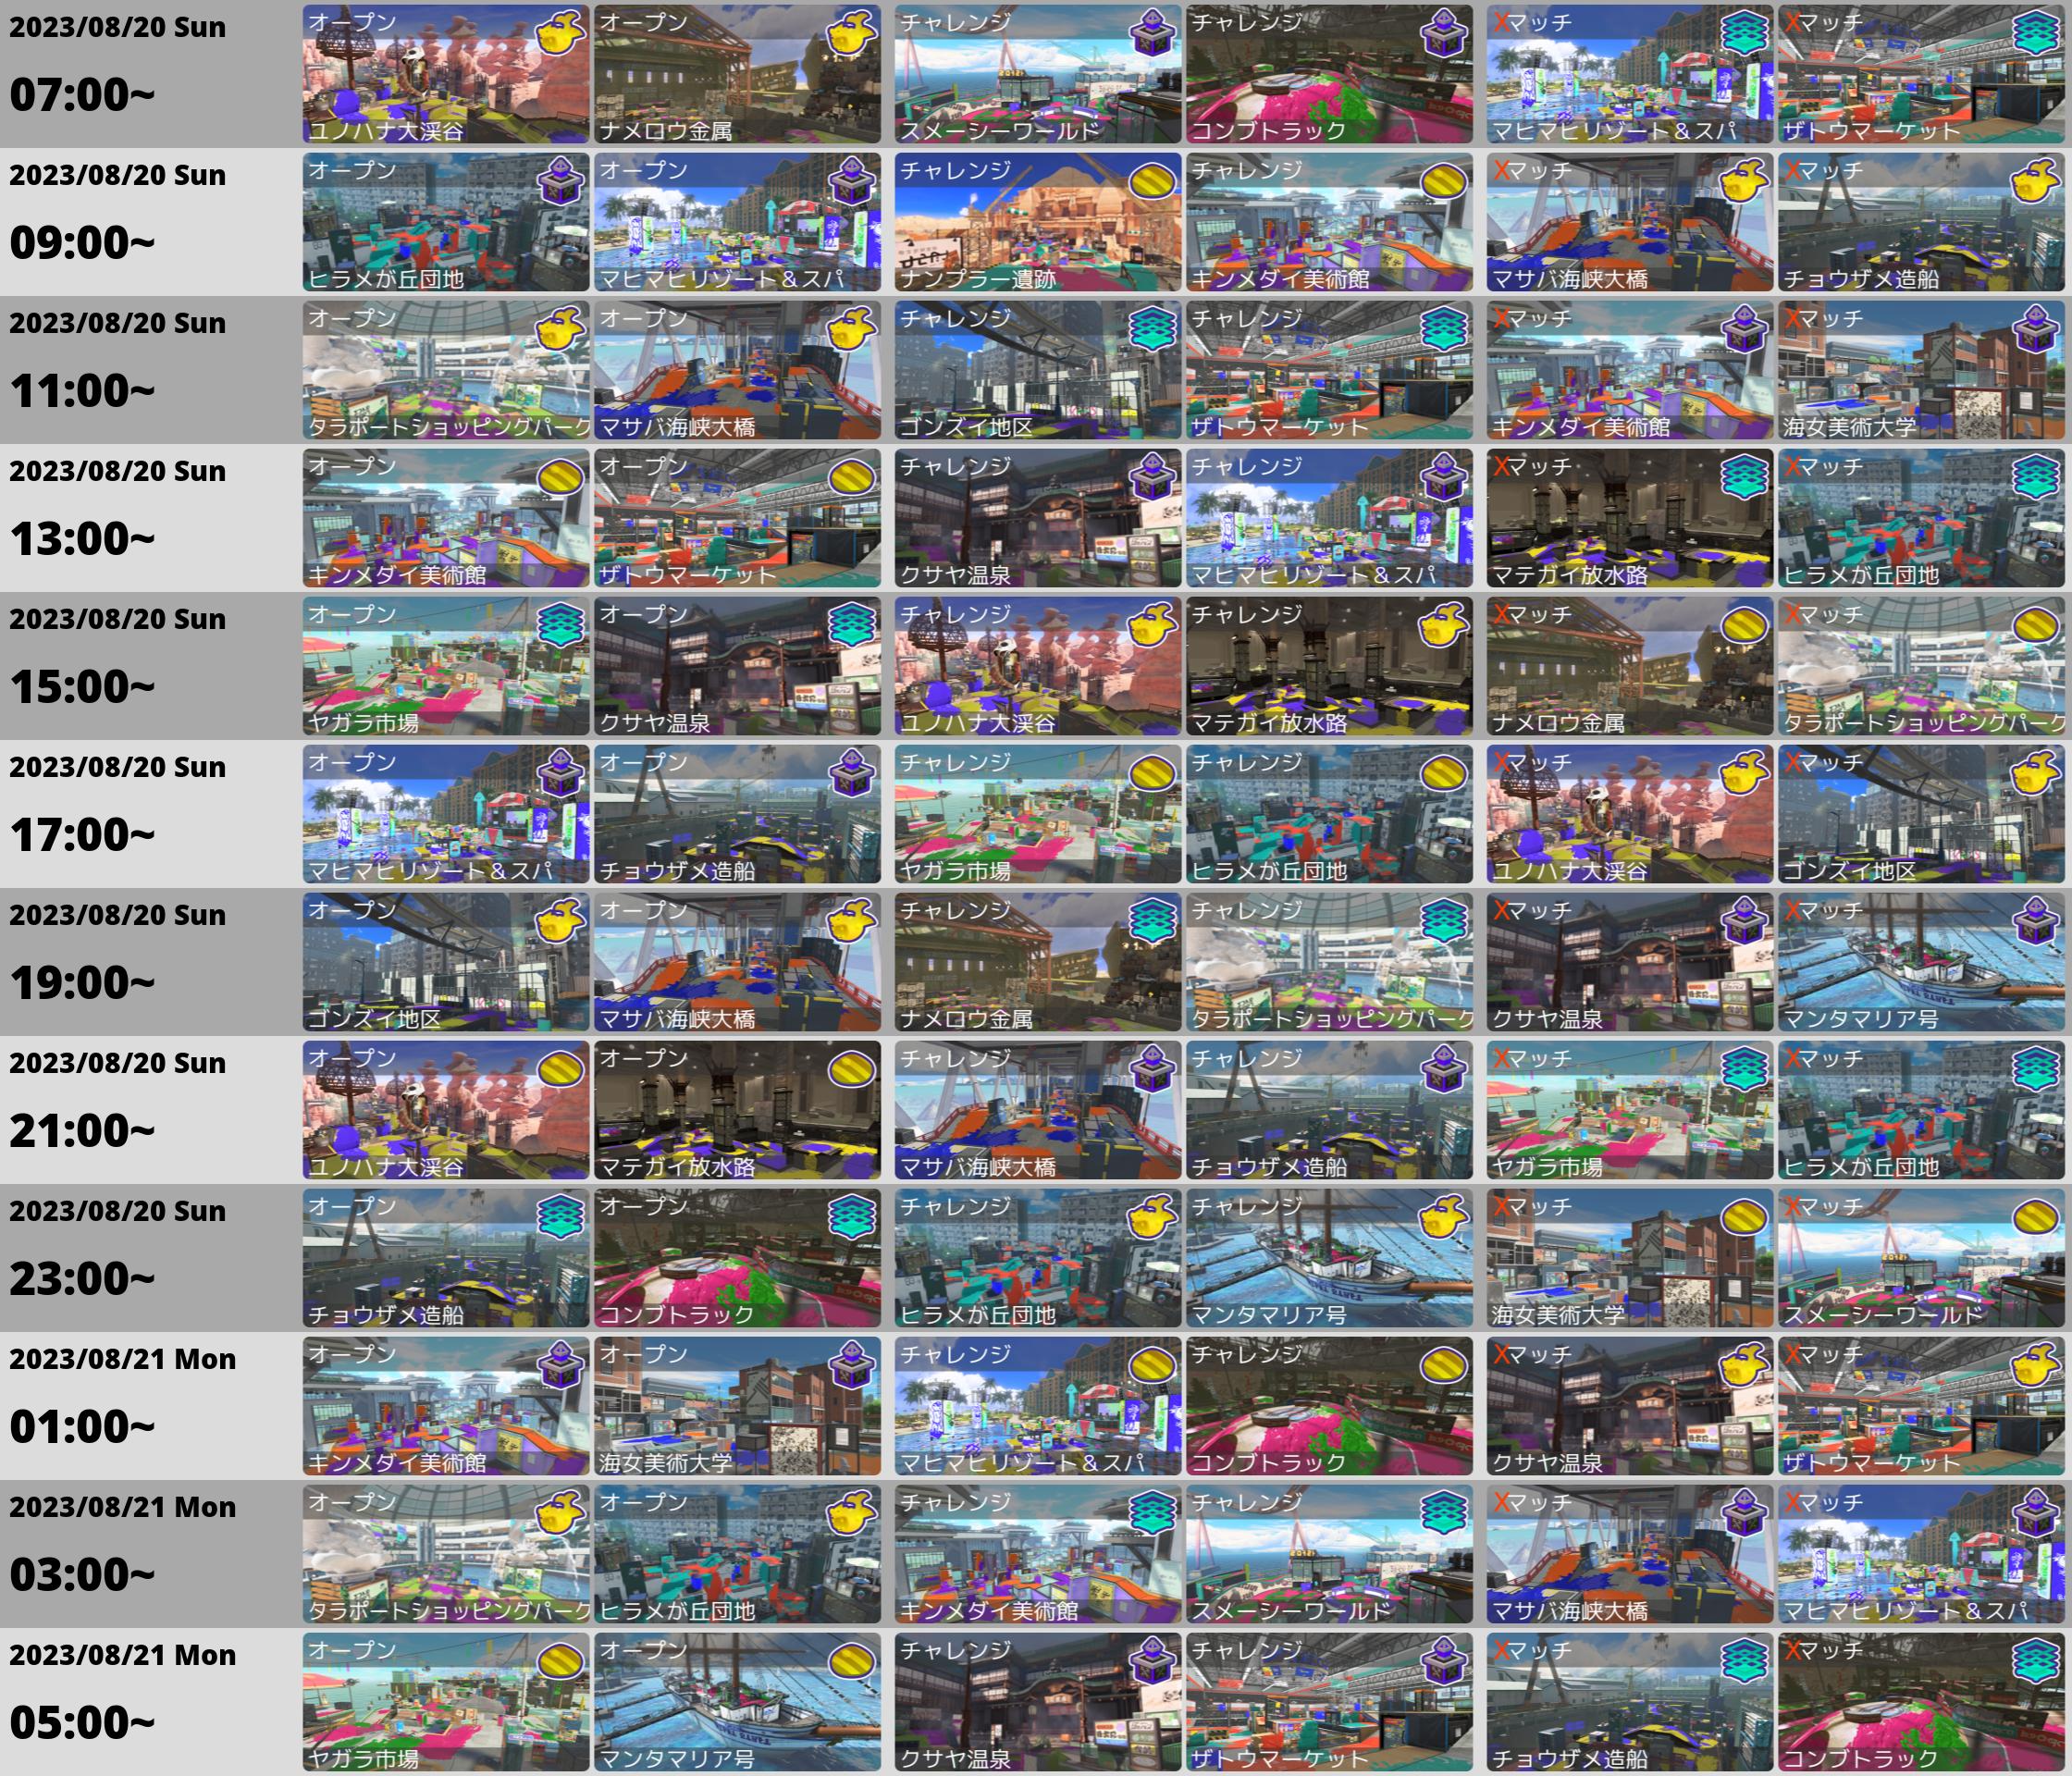 2023/08/20 Sun
07:00~
オープン
ユノハナ大渓谷
オープン
ナメロウ金属
チャレンジ
スメーシーワールド
チャレンジ
コンブトラック
Xマッチ
マヒマヒリゾート＆スパ
Xマッチ
ザトウマーケット
2023/08/20 Sun
09:00~
オープン
ヒラメが丘団地
オープン
マヒマヒリゾート＆スパ
チャレンジ
ナンプラー遺跡
チャレンジ
キンメダイ美術館
Xマッチ
マサバ海峡大橋
Xマッチ
チョウザメ造船
2023/08/20 Sun
11:00~
オープン
タラポートショッピングパーク
オープン
マサバ海峡大橋
チャレンジ
ゴンズイ地区
チャレンジ
ザトウマーケット
Xマッチ
キンメダイ美術館
Xマッチ
海女美術大学
2023/08/20 Sun
13:00~
オープン
キンメダイ美術館
オープン
ザトウマーケット
チャレンジ
クサヤ温泉
チャレンジ
マヒマヒリゾート＆スパ
Xマッチ
マテガイ放水路
Xマッチ
ヒラメが丘団地
2023/08/20 Sun
15:00~
オープン
ヤガラ市場
オープン
クサヤ温泉
チャレンジ
ユノハナ大渓谷
チャレンジ
マテガイ放水路
Xマッチ
ナメロウ金属
Xマッチ
タラポートショッピングパーク
2023/08/20 Sun
17:00~
オープン
マヒマヒリゾート＆スパ
オープン
チョウザメ造船
チャレンジ
ヤガラ市場
チャレンジ
ヒラメが丘団地
Xマッチ
ユノハナ大渓谷
Xマッチ
ゴンズイ地区
2023/08/20 Sun
19:00~
オープン
ゴンズイ地区
オープン
マサバ海峡大橋
チャレンジ
ナメロウ金属
チャレンジ
タラポートショッピングパーク
Xマッチ
クサヤ温泉
Xマッチ
マンタマリア号
2023/08/20 Sun
21:00~
オープン
ユノハナ大渓谷
オープン
マテガイ放水路
チャレンジ
マサバ海峡大橋
チャレンジ
チョウザメ造船
Xマッチ
ヤガラ市場
Xマッチ
ヒラメが丘団地
2023/08/20 Sun
23:00~
オープン
チョウザメ造船
オープン
コンブトラック
チャレンジ
ヒラメが丘団地
チャレンジ
マンタマリア号
Xマッチ
海女美術大学
Xマッチ
スメーシーワールド
2023/08/21 Mon
01:00~
オープン
キンメダイ美術館
オープン
海女美術大学
チャレンジ
マヒマヒリゾート＆スパ
チャレンジ
コンブトラック
Xマッチ
クサヤ温泉
Xマッチ
ザトウマーケット
2023/08/21 Mon
03:00~
オープン
タラポートショッピングパーク
オープン
ヒラメが丘団地
チャレンジ
キンメダイ美術館
チャレンジ
スメーシーワールド
Xマッチ
マサバ海峡大橋
Xマッチ
マヒマヒリゾート＆スパ
2023/08/21 Mon
05:00~
オープン
ヤガラ市場
オープン
マンタマリア号
チャレンジ
クサヤ温泉
チャレンジ
ザトウマーケット
Xマッチ
チョウザメ造船
Xマッチ
コンブトラック